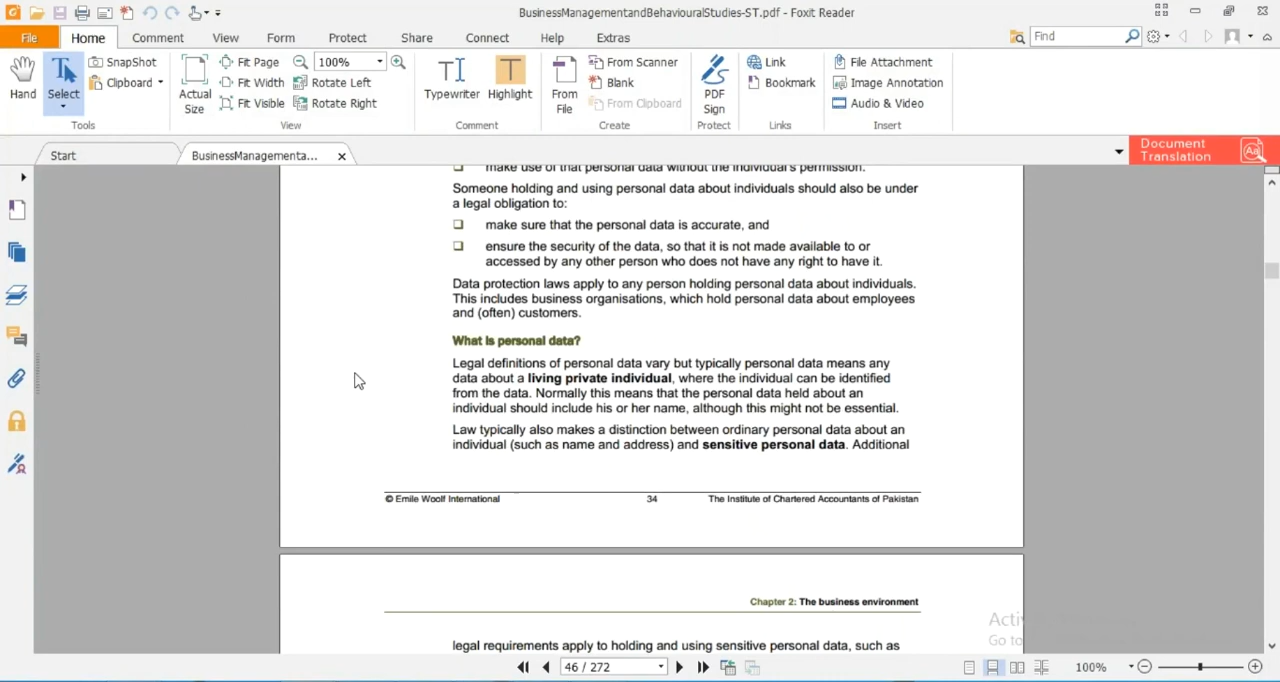 BusinessManagementandBehaviouralStudies-ST.pdf - Foxit Reader
File Home Comment View Form Protect Share Connect Help Extras
Find
Hand
Select
SnapShot
Clipboard
Tools
Actual Size
Fit Page
Fit Width
Fit Visible
100%
Rotate Left
Rotate Right
View
Typewriter
Highlight
Comment
From File
From Scanner
Blank
From Clipboard
Create
PDF Sign
Protect
Link
Bookmark
Links
File Attachment
Image Annotation
Audio & Video
Insert
Start
BusinessManagementa...
Document
Translation
make use of that personal data without the individual's permission.
Someone holding and using personal data about individuals should also be under
a legal obligation to:
make sure that the personal data is accurate, and
ensure the security of the data, so that it is not made available to or
accessed by any other person who does not have any right to have it.
Data protection laws apply to any person holding personal data about individuals.
This includes business organisations, which hold personal data about employees
and (often) customers.
What is personal data?
Legal definitions of personal data vary but typically personal data means any
data about a living private individual, where the individual can be identified
from the data. Normally this means that the personal data held about an
individual should include his or her name, although this might not be essential.
Law typically also makes a distinction between ordinary personal data about an
individual (such as name and address) and sensitive personal data. Additional
© Emile Woolf International 34 The Institute of Chartered Accountants of Pakistan
Chapter 2: The business environment
legal requirements apply to holding and using sensitive personal data, such as
Activ
Go to
46 / 272
100%